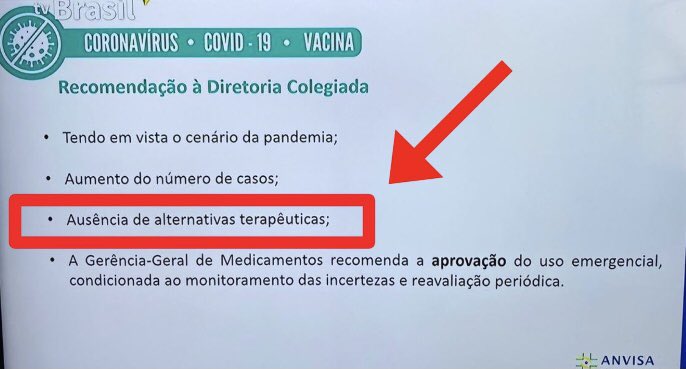 tvBrasil
CORONAVÍRUS • COVID - 19 • VACINA
Recomendação à Diretoria Colegiada
• Tendo em vista o cenário da pandemia;
• Aumento do número de casos;
• Ausência de alternativas terapêuticas;
• A Gerência-Geral de Medicamentos recomenda a aprovação do uso emergencial,
condicionada ao monitoramento das incertezas e reavaliação periódica.
ANVISA